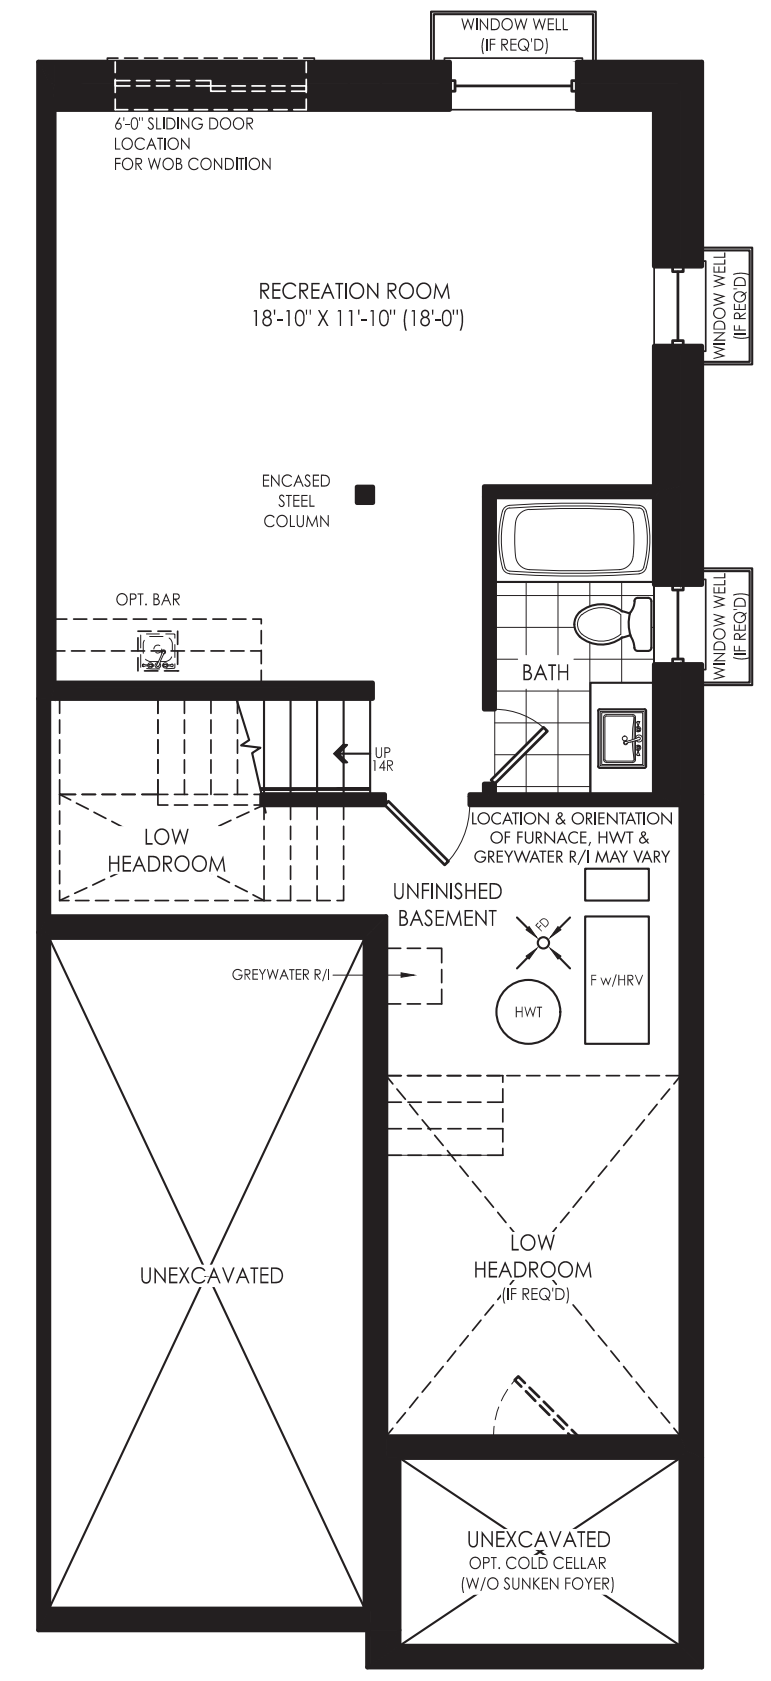 WINDOW WELL
(IF REQ'D)
6'-0" SLIDING DOOR
LOCATION
FOR WOB CONDITION
WINDOW WELL
(IF REQ'D)
RECREATION ROOM
18'-10" X 11'-10" (18'-0")
ENCASED
STEEL
COLUMN
OPT. BAR
WINDOW WELL
(IF REQ'D)
BATH
UP
14R
LOW
HEADROOM
LOCATION & ORIENTATION
OF FURNACE, HWT &
GREYWATER R/I MAY VARY
UNFINISHED
BASEMENT
FD
GREYWATER R/I
F w/HRV
HWT
LOW
HEADROOM
(IF REQ'D)
UNEXCAVATED
UNEXCAVATED
OPT. COLD CELLAR
(W/O SUNKEN FOYER)